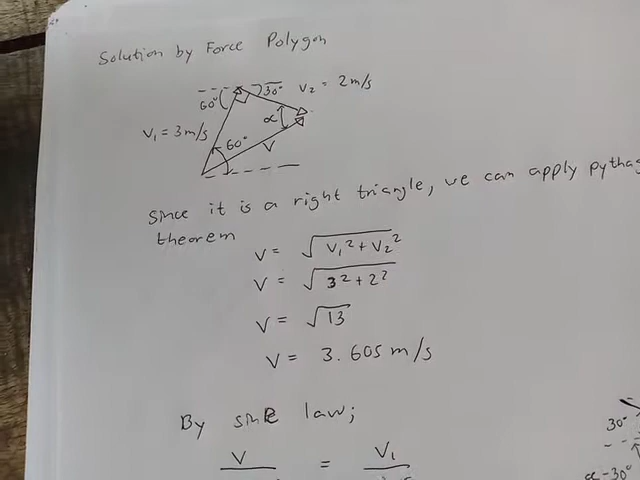 Solution by Force Polygon
60° 30° V₂ = 2m/s
α
V₁ = 3m/s 60° V
Since it is a right triangle, we can apply pythag
theorem
V = √V₁² + V₂²
V = √3² + 2²
V = √13
V = 3.605 m/s
By sine law;
V = V₁
30°
α-30°